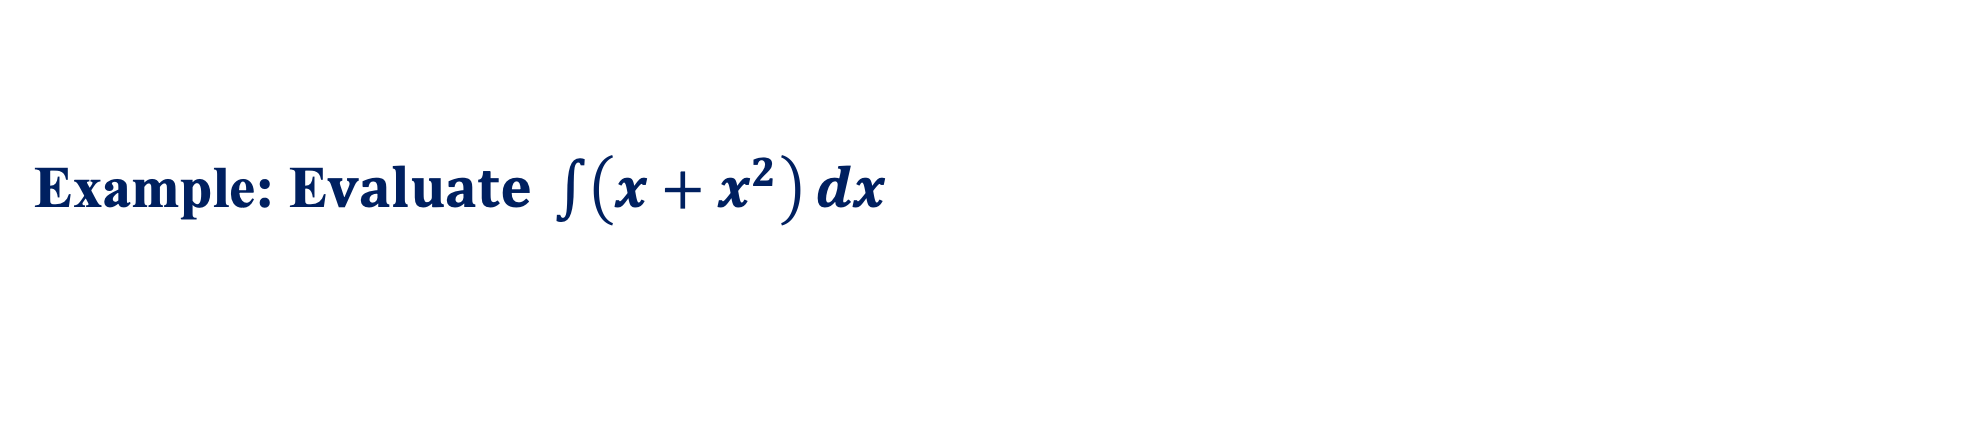 Example: Evaluate ∫(x + x²) dx